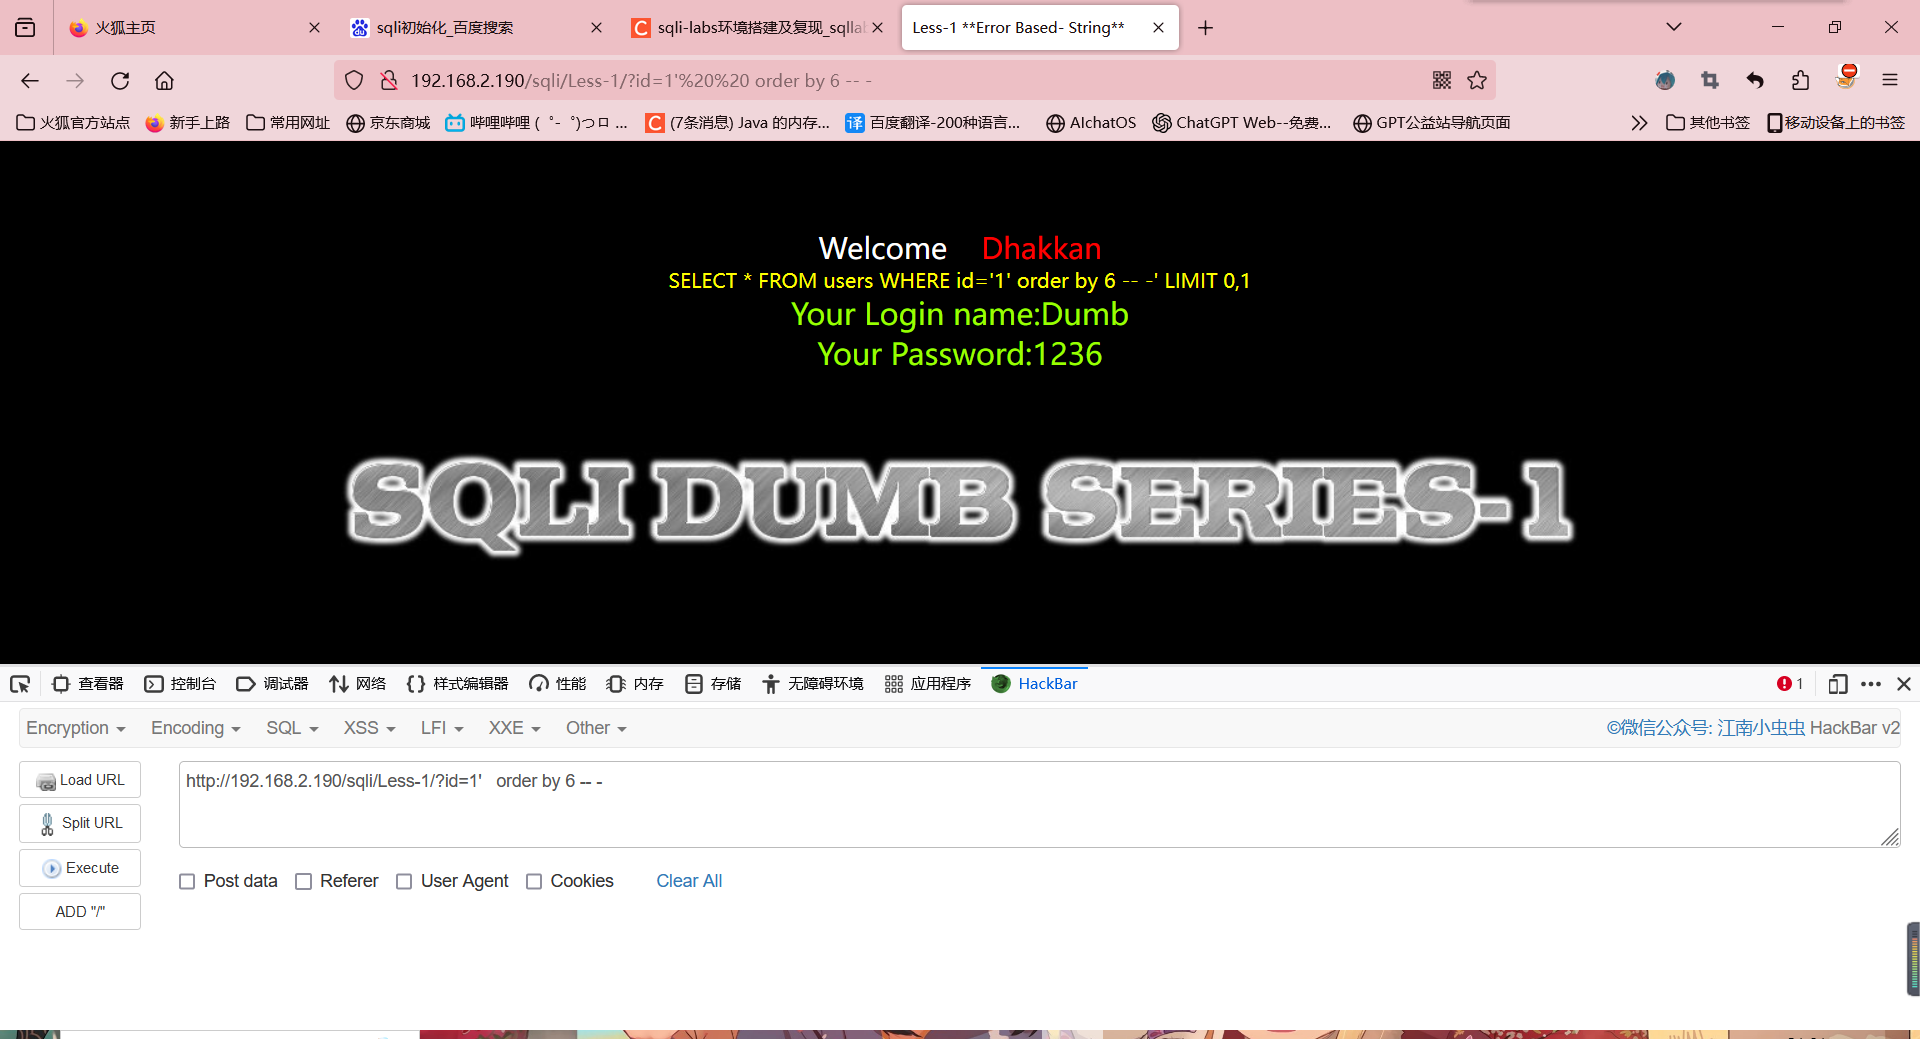 火狐主页
sqli初始化_百度搜索
sqli-labs环境搭建及复现_sqllab
Less-1 **Error Based- String**
192.168.2.190/sqli/Less-1/?id=1'%20%20 order by 6 -- -
火狐官方站点
新手上路
常用网址
京东商城
哔哩哔哩 ( ゜- ゜)つロ ...
(7条消息) Java 的内存...
百度翻译-200种语言...
AIchatOS
ChatGPT Web--免费...
GPT公益站导航页面
其他书签
移动设备上的书签
Welcome Dhakkan
SELECT * FROM users WHERE id='1' order by 6 -- -' LIMIT 0,1
Your Login name:Dumb
Your Password:1236
SQLI DUMB SERIES-1
查看器
控制台
调试器
网络
样式编辑器
性能
内存
存储
无障碍环境
应用程序
HackBar
1
Encryption
Encoding
SQL
XSS
LFI
XXE
Other
©微信公众号: 江南小虫虫 HackBar v2
Load URL
http://192.168.2.190/sqli/Less-1/?id=1'   order by 6 -- -
Split URL
Execute
Post data
Referer
User Agent
Cookies
Clear All
ADD "/"